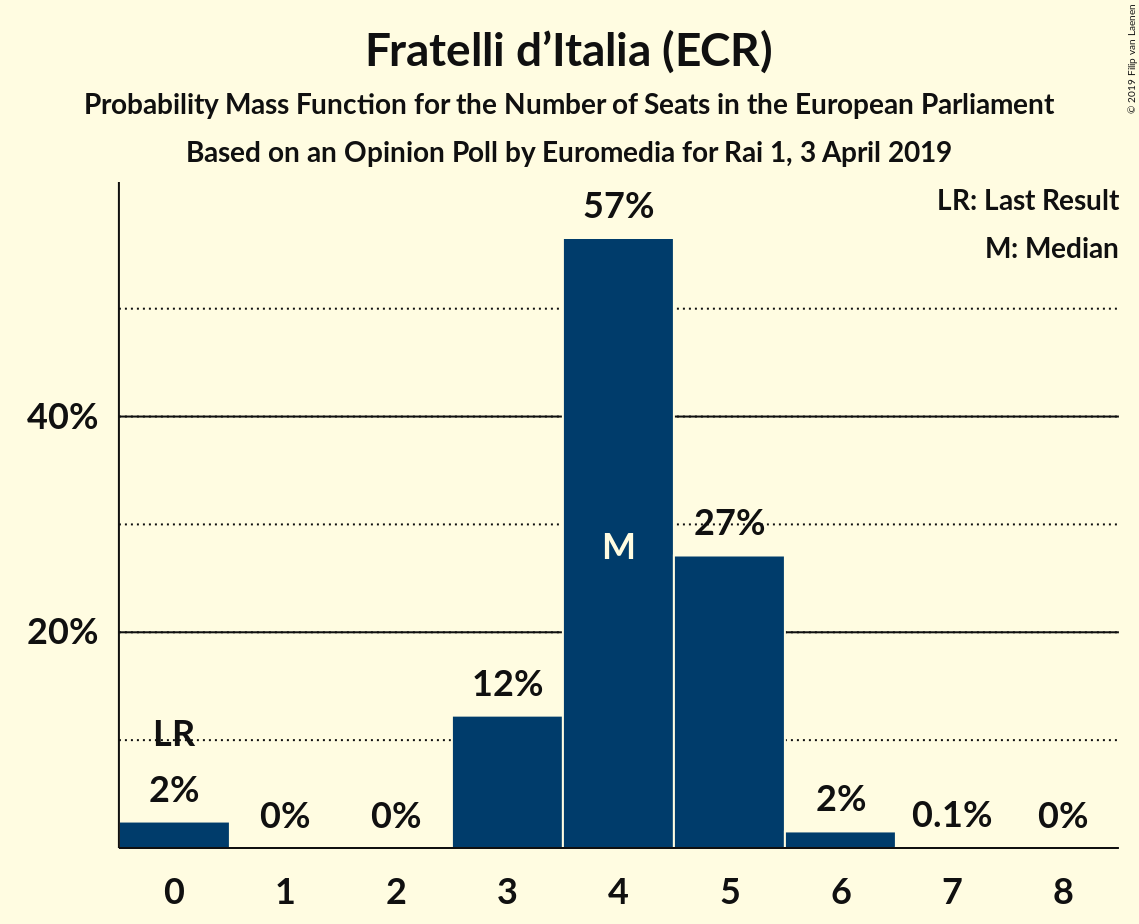 Fratelli d’Italia (ECR)
Probability Mass Function for the Number of Seats in the European Parliament
Based on an Opinion Poll by Euromedia for Rai 1, 3 April 2019
© 2019 Filip van Laenen
LR: Last Result
M: Median
57%
40%
27%
M
20%
12%
LR
2%
0%
0%
2%
0.1%
0%
0 1 2 3 4 5 6 7 8